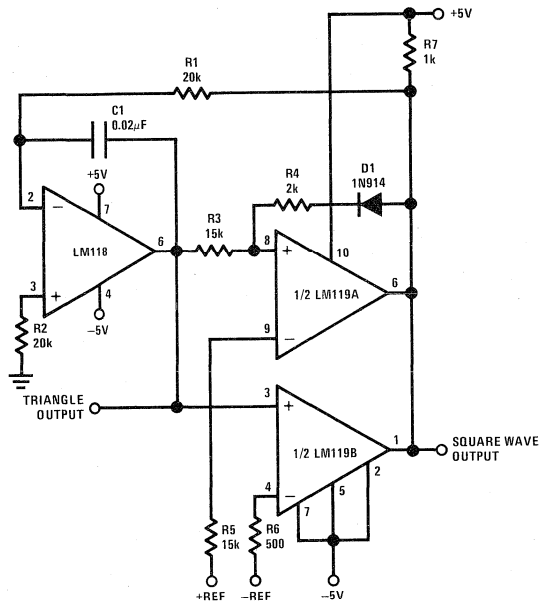 +5V
R7
1k
R1
20k
C1
0.02μF
R4
2k
D1
1N914
+5V
2
−
7
LM118
6
R3
15k
8
+
10
3
+
4
1/2 LM119A
6
R2
20k
−5V
9
−
TRIANGLE
OUTPUT
3
+
1/2 LM119B
1
SQUARE WAVE
OUTPUT
2
4
−
5
7
R5
15k
R6
500
+REF
−REF
−5V